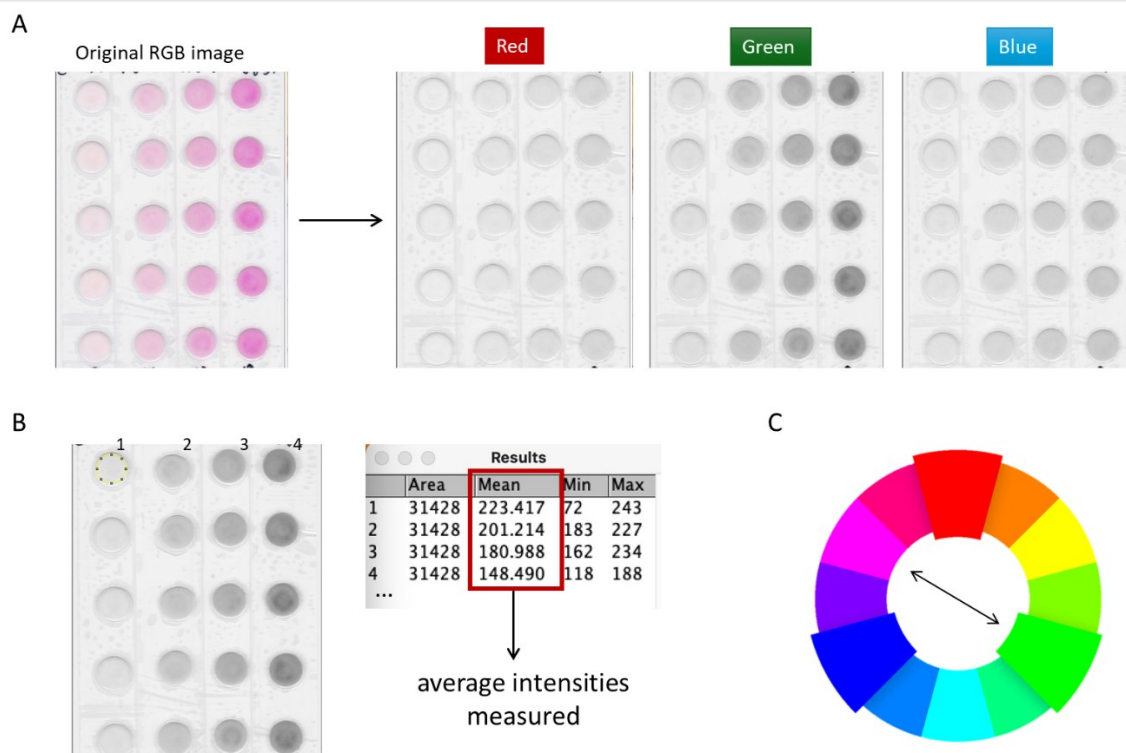 A
Original RGB image
Red
Green
Blue
B
1 2 3 4
Results
Area Mean Min Max
1 31428 223.417 72 243
2 31428 201.214 183 227
3 31428 180.988 162 234
4 31428 148.490 118 188
...
average intensities
measured
C